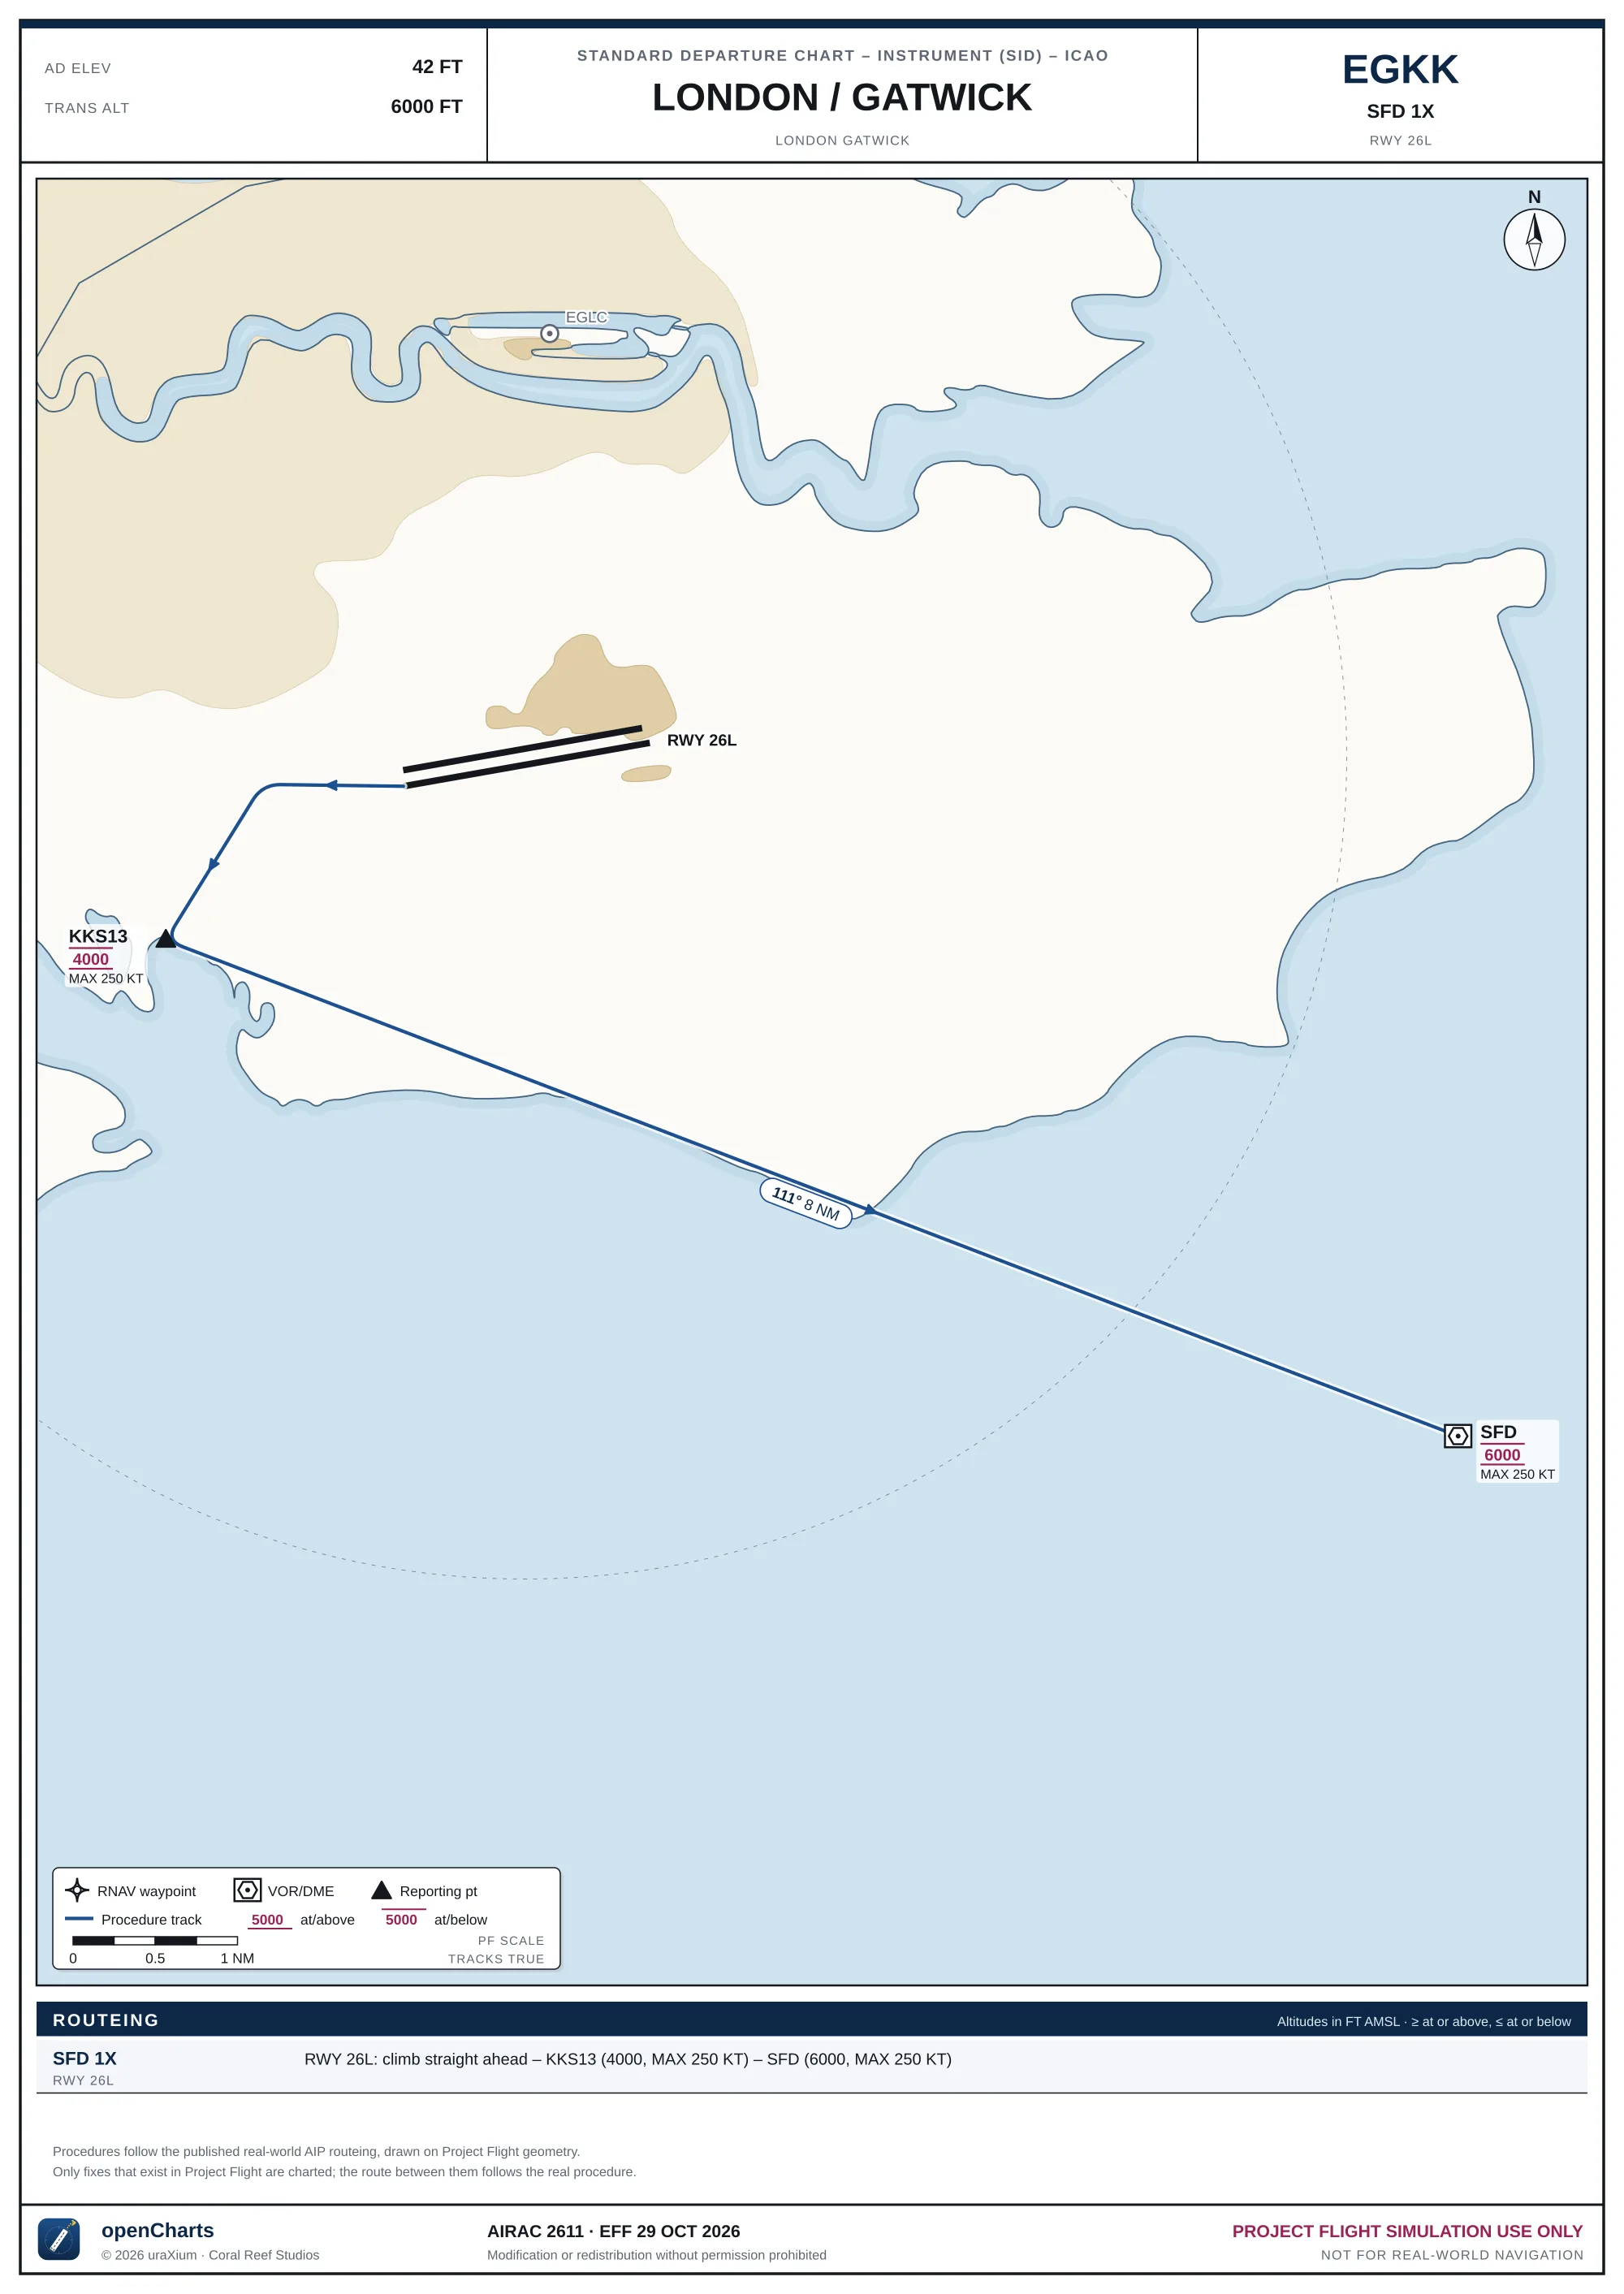 AD ELEV 42 FT
TRANS ALT 6000 FT
STANDARD DEPARTURE CHART – INSTRUMENT (SID) – ICAO
LONDON / GATWICK
LONDON GATWICK
EGKK
SFD 1X
RWY 26L
N
EGLC
RWY 26L
KKS13
4000
MAX 250 KT
111° 8 NM
SFD
6000
MAX 250 KT
RNAV waypoint VOR/DME Reporting pt
Procedure track 5000 at/above 5000 at/below
PF SCALE
0 0.5 1 NM TRACKS TRUE
ROUTEING Altitudes in FT AMSL · ≥ at or above, ≤ at or below
SFD 1X RWY 26L: climb straight ahead – KKS13 (4000, MAX 250 KT) – SFD (6000, MAX 250 KT)
RWY 26L
Procedures follow the published real-world AIP routeing, drawn on Project Flight geometry.
Only fixes that exist in Project Flight are charted; the route between them follows the real procedure.
openCharts AIRAC 2611 · EFF 29 OCT 2026 PROJECT FLIGHT SIMULATION USE ONLY
© 2026 uraXium · Coral Reef Studios Modification or redistribution without permission prohibited NOT FOR REAL-WORLD NAVIGATION